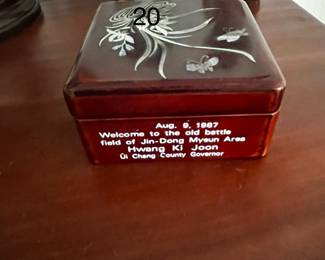 20
Aug. 9, 1967
Welcome to the old battle
field of Jin-Dong Myeun Area
Hwang Ki Joon
Ui Chang County Governor